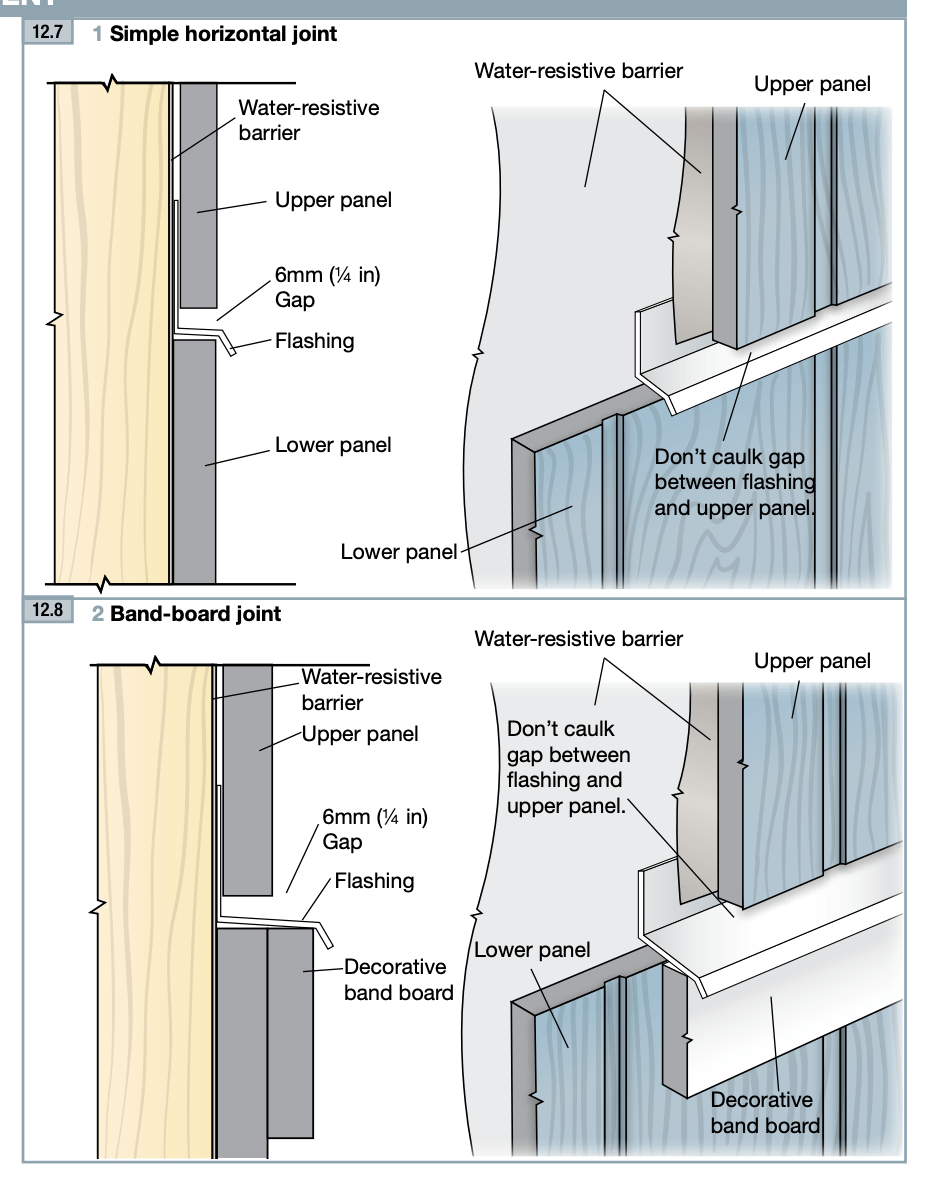 12.7
1 Simple horizontal joint
Water-resistive
barrier
Upper panel
6mm (¼ in)
Gap
Flashing
Lower panel
Water-resistive barrier
Upper panel
Don’t caulk gap
between flashing
and upper panel.
Lower panel
12.8
2 Band-board joint
Water-resistive
barrier
Upper panel
6mm (¼ in)
Gap
Flashing
Decorative
band board
Water-resistive barrier
Upper panel
Don’t caulk
gap between
flashing and
upper panel.
Lower panel
Decorative
band board